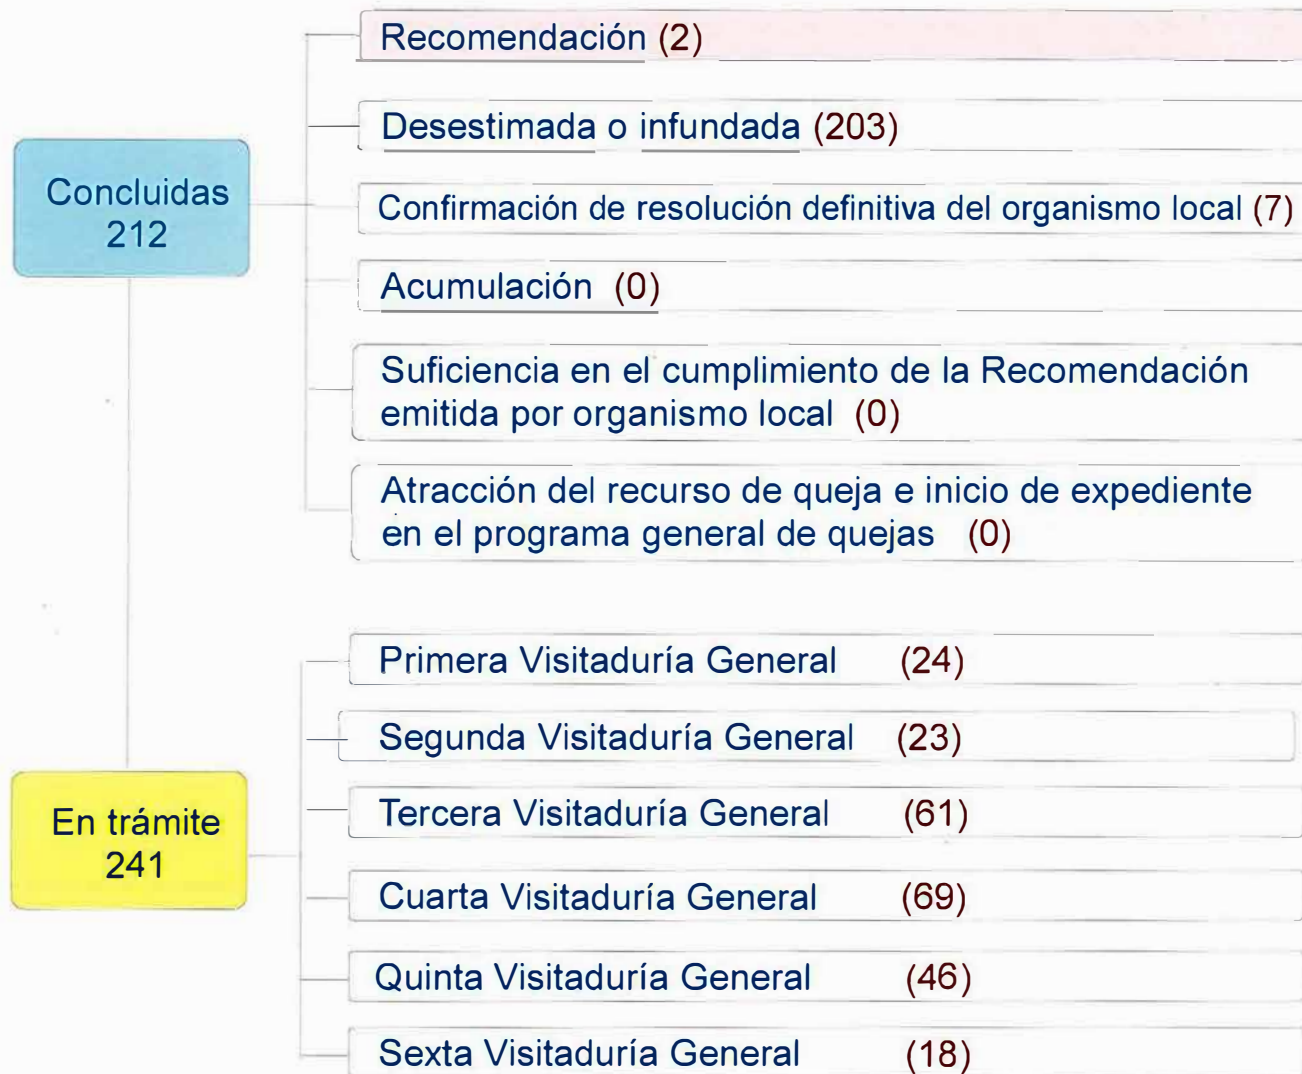 Concluidas
212
Recomendación (2)
Desestimada o infundada (203)
Confirmación de resolución definitiva del organismo local (7)
Acumulación (0)
Suficiencia en el cumplimiento de la Recomendación
emitida por organismo local (0)
Atracción del recurso de queja e inicio de expediente
en el programa general de quejas (0)
En trámite
241
Primera Visitaduría General (24)
Segunda Visitaduría General (23)
Tercera Visitaduría General (61)
Cuarta Visitaduría General (69)
Quinta Visitaduría General (46)
Sexta Visitaduría General (18)